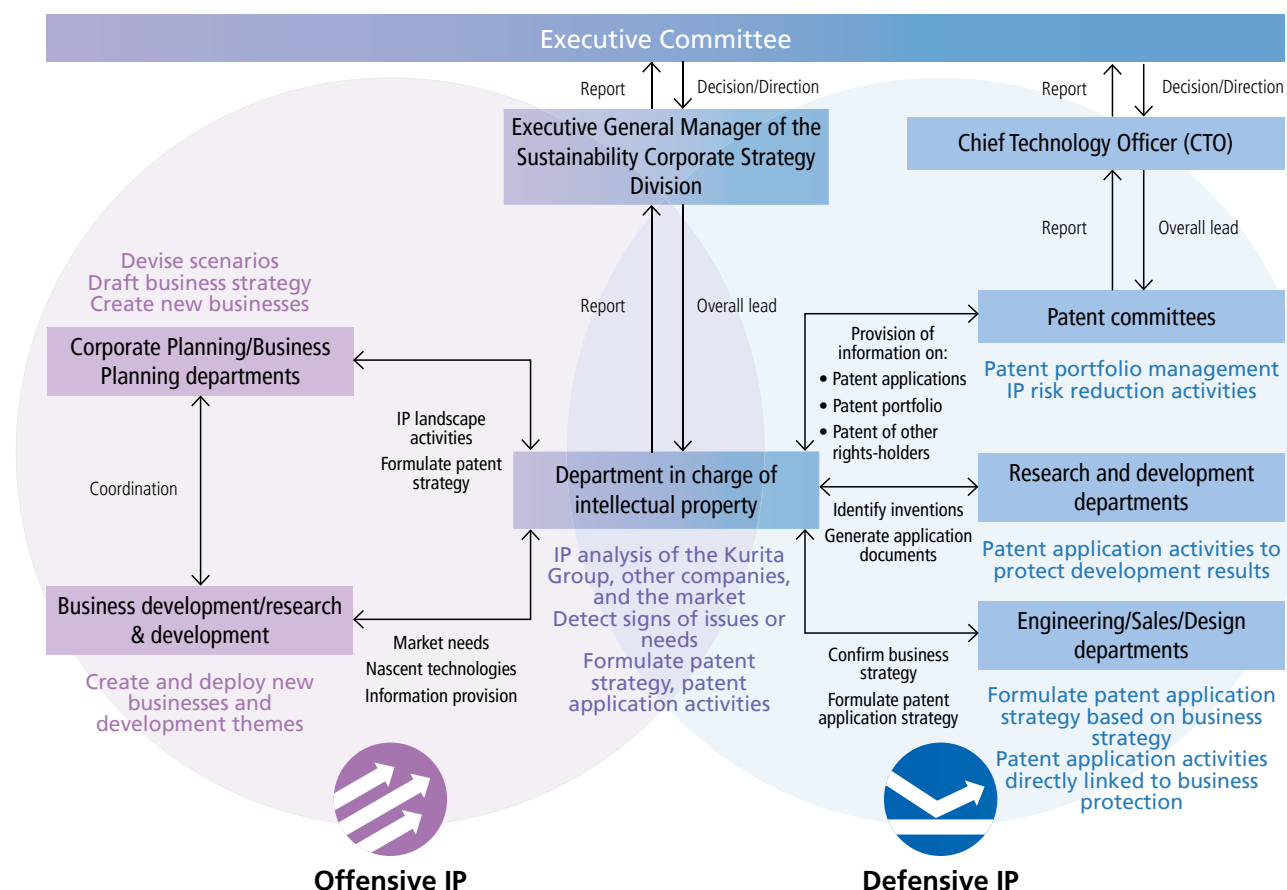 Executive Committee
Report
Decision/Direction
Report
Decision/Direction
Executive General Manager of the
Sustainability Corporate Strategy
Division
Chief Technology Officer (CTO)
Report
Overall lead
Devise scenarios
Draft business strategy
Create new businesses
Report
Overall lead
Corporate Planning/Business
Planning departments
Provision of
information on:
• Patent applications
• Patent portfolio
• Patent of other
rights-holders
Patent committees
Patent portfolio management
IP risk reduction activities
IP landscape
activities
Formulate patent
strategy
Coordination
Department in charge of
intellectual property
Research and development
departments
Identify inventions
Generate application
documents
Patent application activities to
protect development results
IP analysis of the Kurita
Group, other companies,
and the market
Detect signs of issues or
needs
Formulate patent
strategy, patent
application activities
Business development/research
& development
Market needs
Nascent technologies
Information provision
Create and deploy new
businesses and
development themes
Engineering/Sales/Design
departments
Confirm business
strategy
Formulate patent
application strategy
Formulate patent application
strategy based on business
strategy
Patent application activities
directly linked to business
protection
Offensive IP
Defensive IP